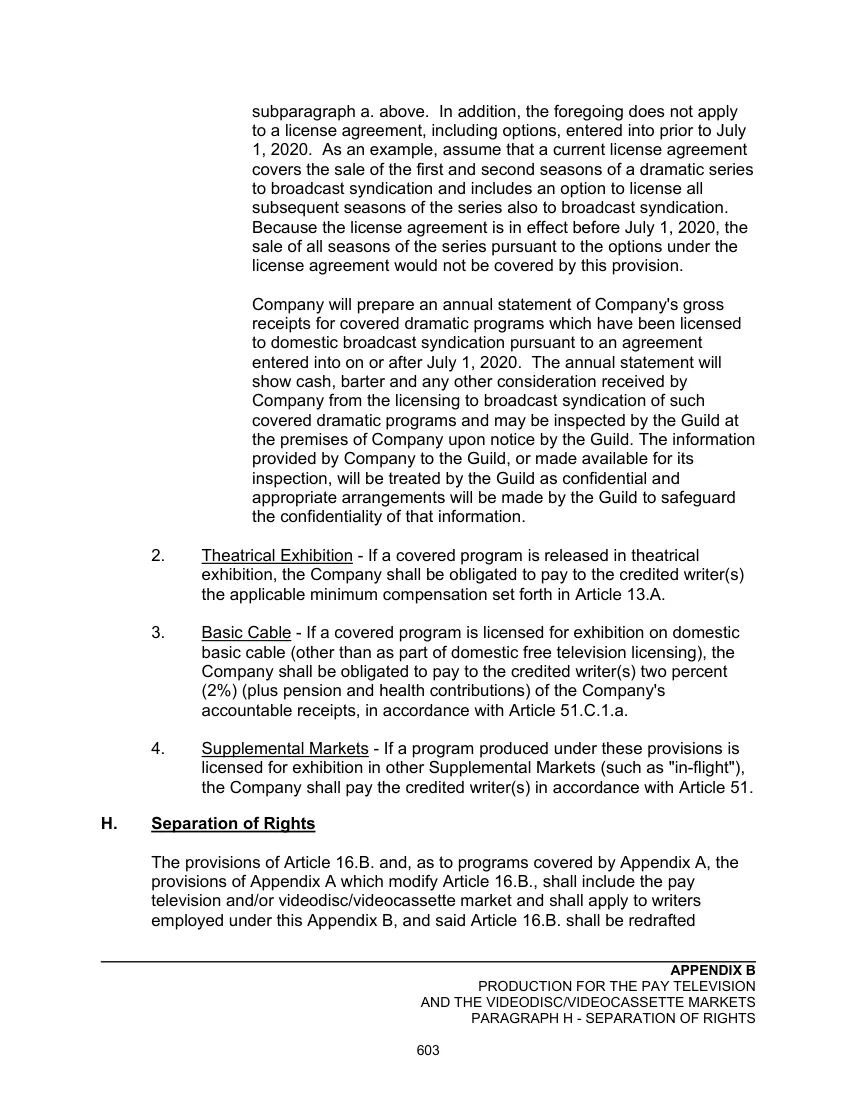 subparagraph a. above.  In addition, the foregoing does not apply
to a license agreement, including options, entered into prior to July
1, 2020.  As an example, assume that a current license agreement
covers the sale of the first and second seasons of a dramatic series
to broadcast syndication and includes an option to license all
subsequent seasons of the series also to broadcast syndication.
Because the license agreement is in effect before July 1, 2020, the
sale of all seasons of the series pursuant to the options under the
license agreement would not be covered by this provision.
Company will prepare an annual statement of Company's gross
receipts for covered dramatic programs which have been licensed
to domestic broadcast syndication pursuant to an agreement
entered into on or after July 1, 2020.  The annual statement will
show cash, barter and any other consideration received by
Company from the licensing to broadcast syndication of such
covered dramatic programs and may be inspected by the Guild at
the premises of Company upon notice by the Guild. The information
provided by Company to the Guild, or made available for its
inspection, will be treated by the Guild as confidential and
appropriate arrangements will be made by the Guild to safeguard
the confidentiality of that information.
2. Theatrical Exhibition - If a covered program is released in theatrical
exhibition, the Company shall be obligated to pay to the credited writer(s)
the applicable minimum compensation set forth in Article 13.A.
3. Basic Cable - If a covered program is licensed for exhibition on domestic
basic cable (other than as part of domestic free television licensing), the
Company shall be obligated to pay to the credited writer(s) two percent
(2%) (plus pension and health contributions) of the Company's
accountable receipts, in accordance with Article 51.C.1.a.
4. Supplemental Markets - If a program produced under these provisions is
licensed for exhibition in other Supplemental Markets (such as "in-flight"),
the Company shall pay the credited writer(s) in accordance with Article 51.
H. Separation of Rights
The provisions of Article 16.B. and, as to programs covered by Appendix A, the
provisions of Appendix A which modify Article 16.B., shall include the pay
television and/or videodisc/videocassette market and shall apply to writers
employed under this Appendix B, and said Article 16.B. shall be redrafted
APPENDIX B
PRODUCTION FOR THE PAY TELEVISION
AND THE VIDEODISC/VIDEOCASSETTE MARKETS
PARAGRAPH H - SEPARATION OF RIGHTS
603